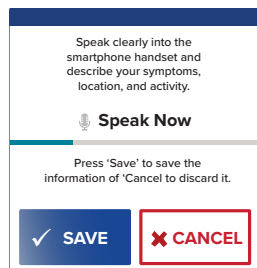 Speak clearly into the
smartphone handset and
describe your symptoms,
location, and activity.
Speak Now
Press ‘Save’ to save the
information of ‘Cancel to discard it.
SAVE
CANCEL